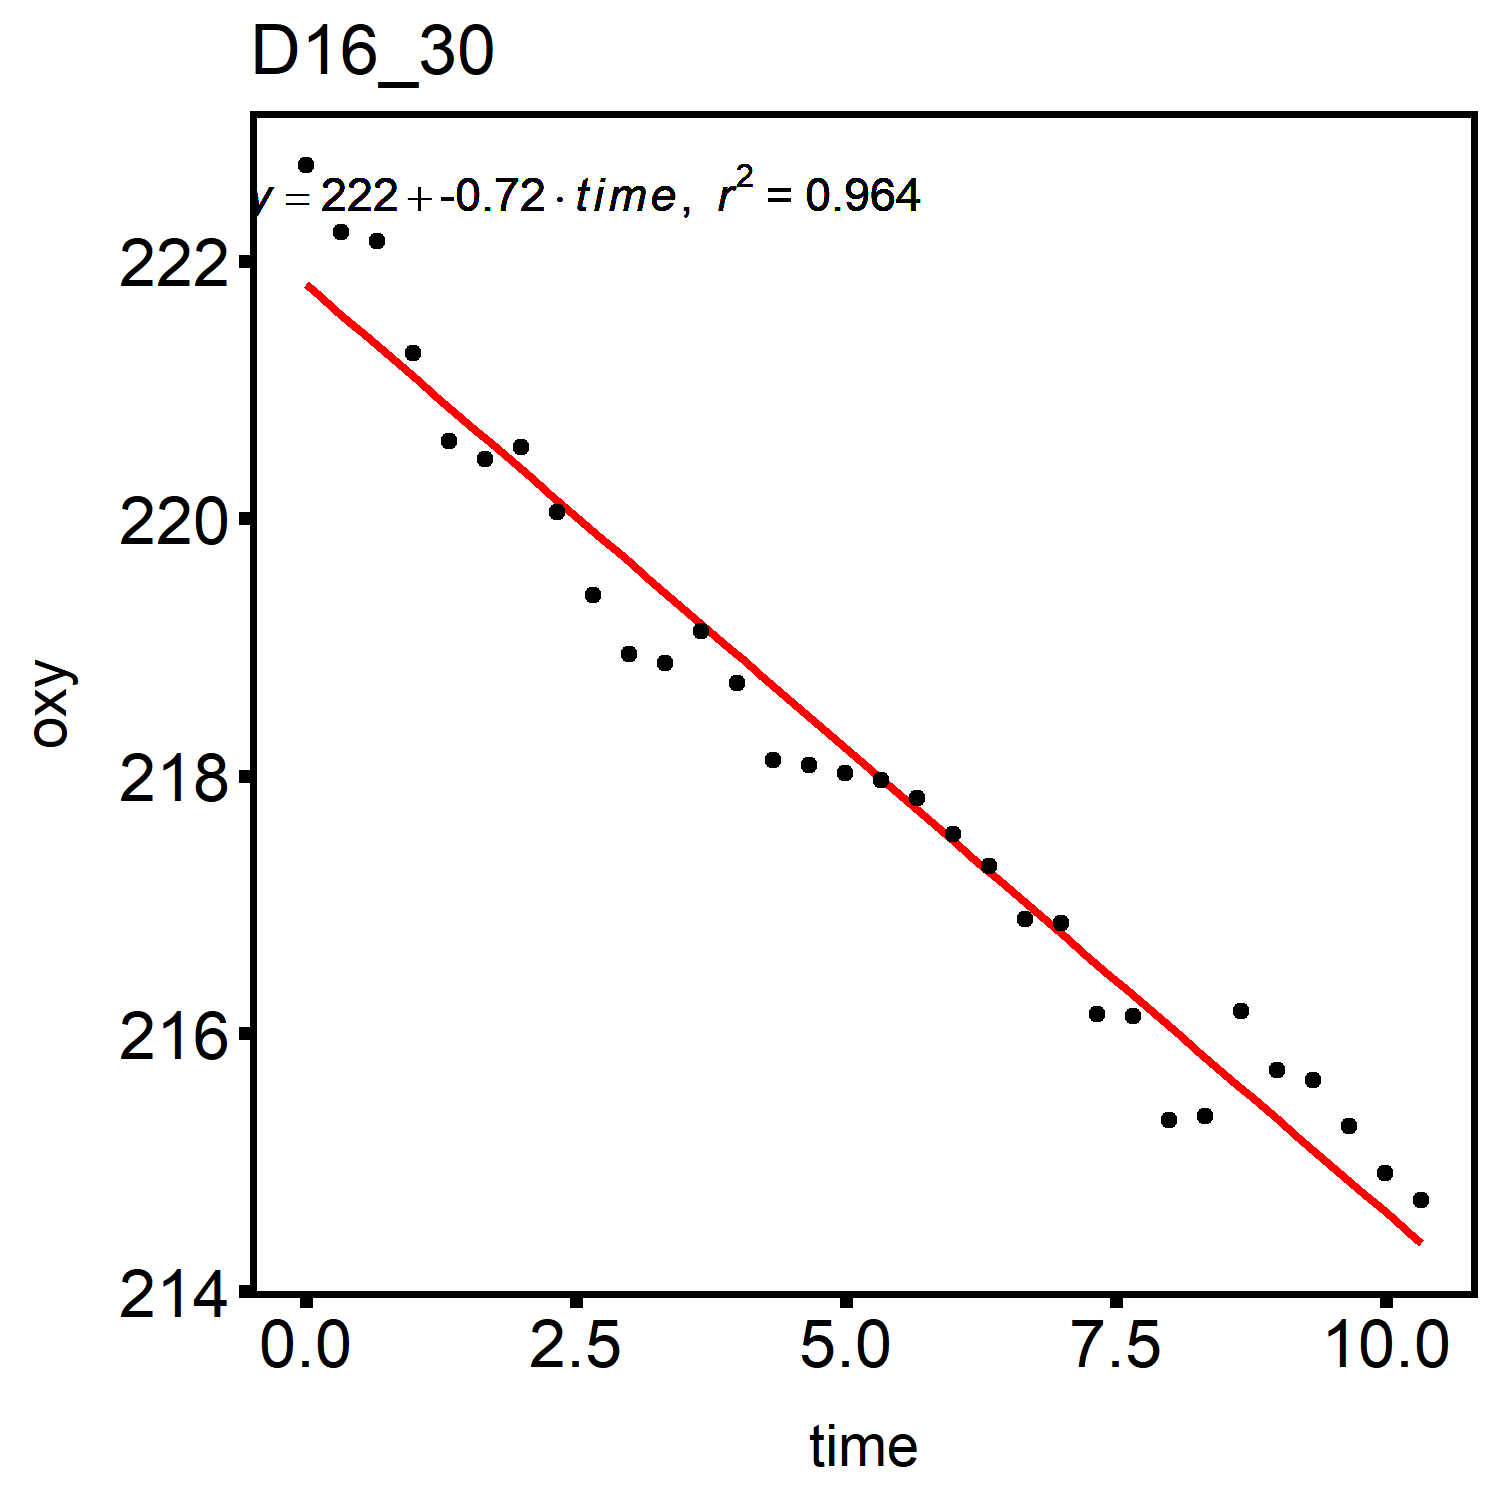 D16_30
y = 222 + -0.72 · time, r² = 0.964
222
220
218
216
214
oxy
0.0 2.5 5.0 7.5 10.0
time